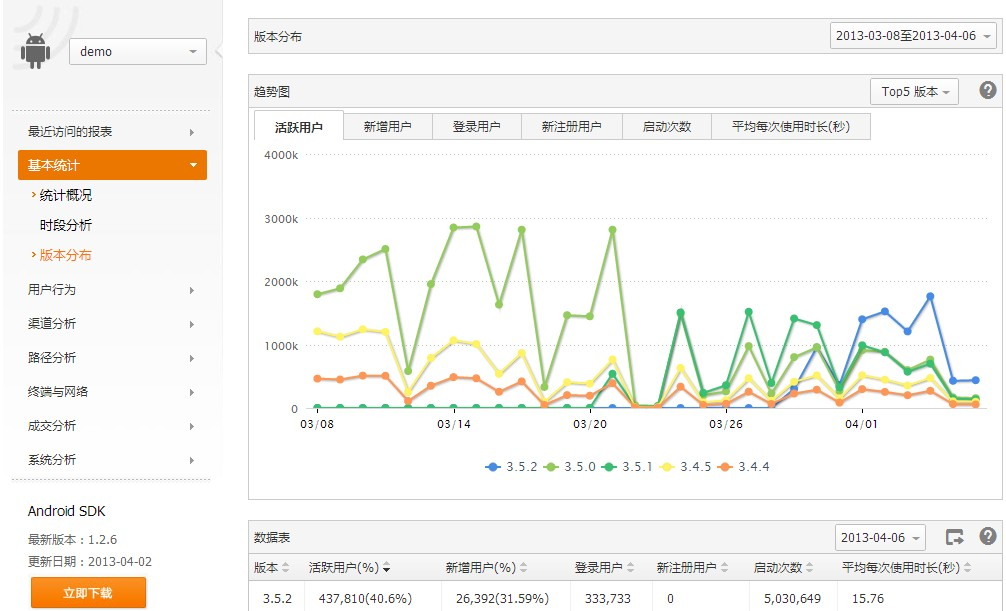 demo
最近访问的报表
基本统计
统计概况
时段分析
版本分布
用户行为
渠道分析
路径分析
终端与网络
成交分析
系统分析
Android SDK
最新版本：1.2.6
更新日期：2013-04-02
立即下载
版本分布 2013-03-08至2013-04-06
趋势图 Top5 版本 ?
活跃用户 新增用户 登录用户 新注册用户 启动次数 平均每次使用时长(秒)
4000k
3000k
2000k
1000k
0
03/08 03/14 03/20 03/26 04/01
3.5.2 3.5.0 3.5.1 3.4.5 3.4.4
数据表 2013-04-06 ?
版本 活跃用户(%) 新增用户(%) 登录用户 新注册用户 启动次数 平均每次使用时长(秒)
3.5.2 437,810(40.6%) 26,392(31.59%) 333,733 0 5,030,649 15.76